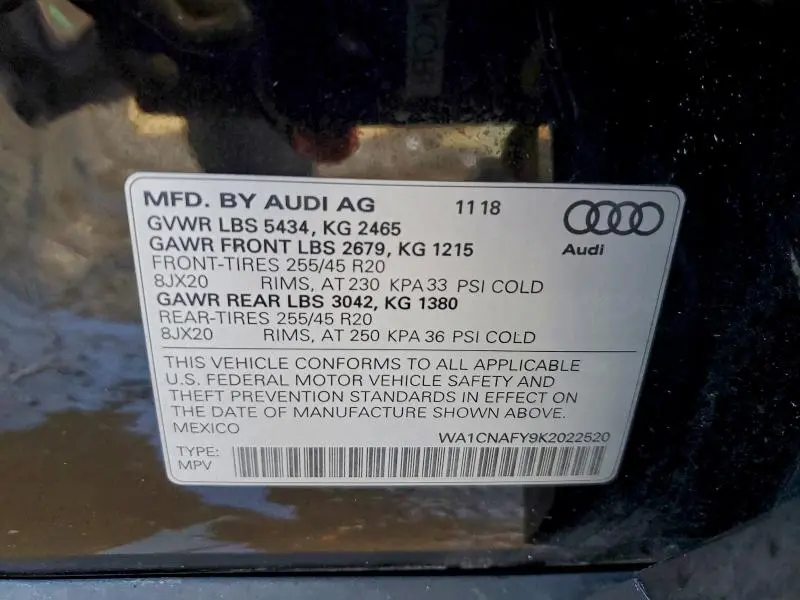 MFD. BY AUDI AG 11 18
GVWR LBS 5434, KG 2465
GAWR FRONT LBS 2679, KG 1215
FRONT-TIRES 255/45 R20
8JX20 RIMS, AT 230 KPA 33 PSI COLD
GAWR REAR LBS 3042, KG 1380
REAR-TIRES 255/45 R20
8JX20 RIMS, AT 250 KPA 36 PSI COLD
Audi
THIS VEHICLE CONFORMS TO ALL APPLICABLE
U.S. FEDERAL MOTOR VEHICLE SAFETY AND
THEFT PREVENTION STANDARDS IN EFFECT ON
THE DATE OF MANUFACTURE SHOWN ABOVE.
MEXICO
WA1CNAFY9K2022520
TYPE:
MPV